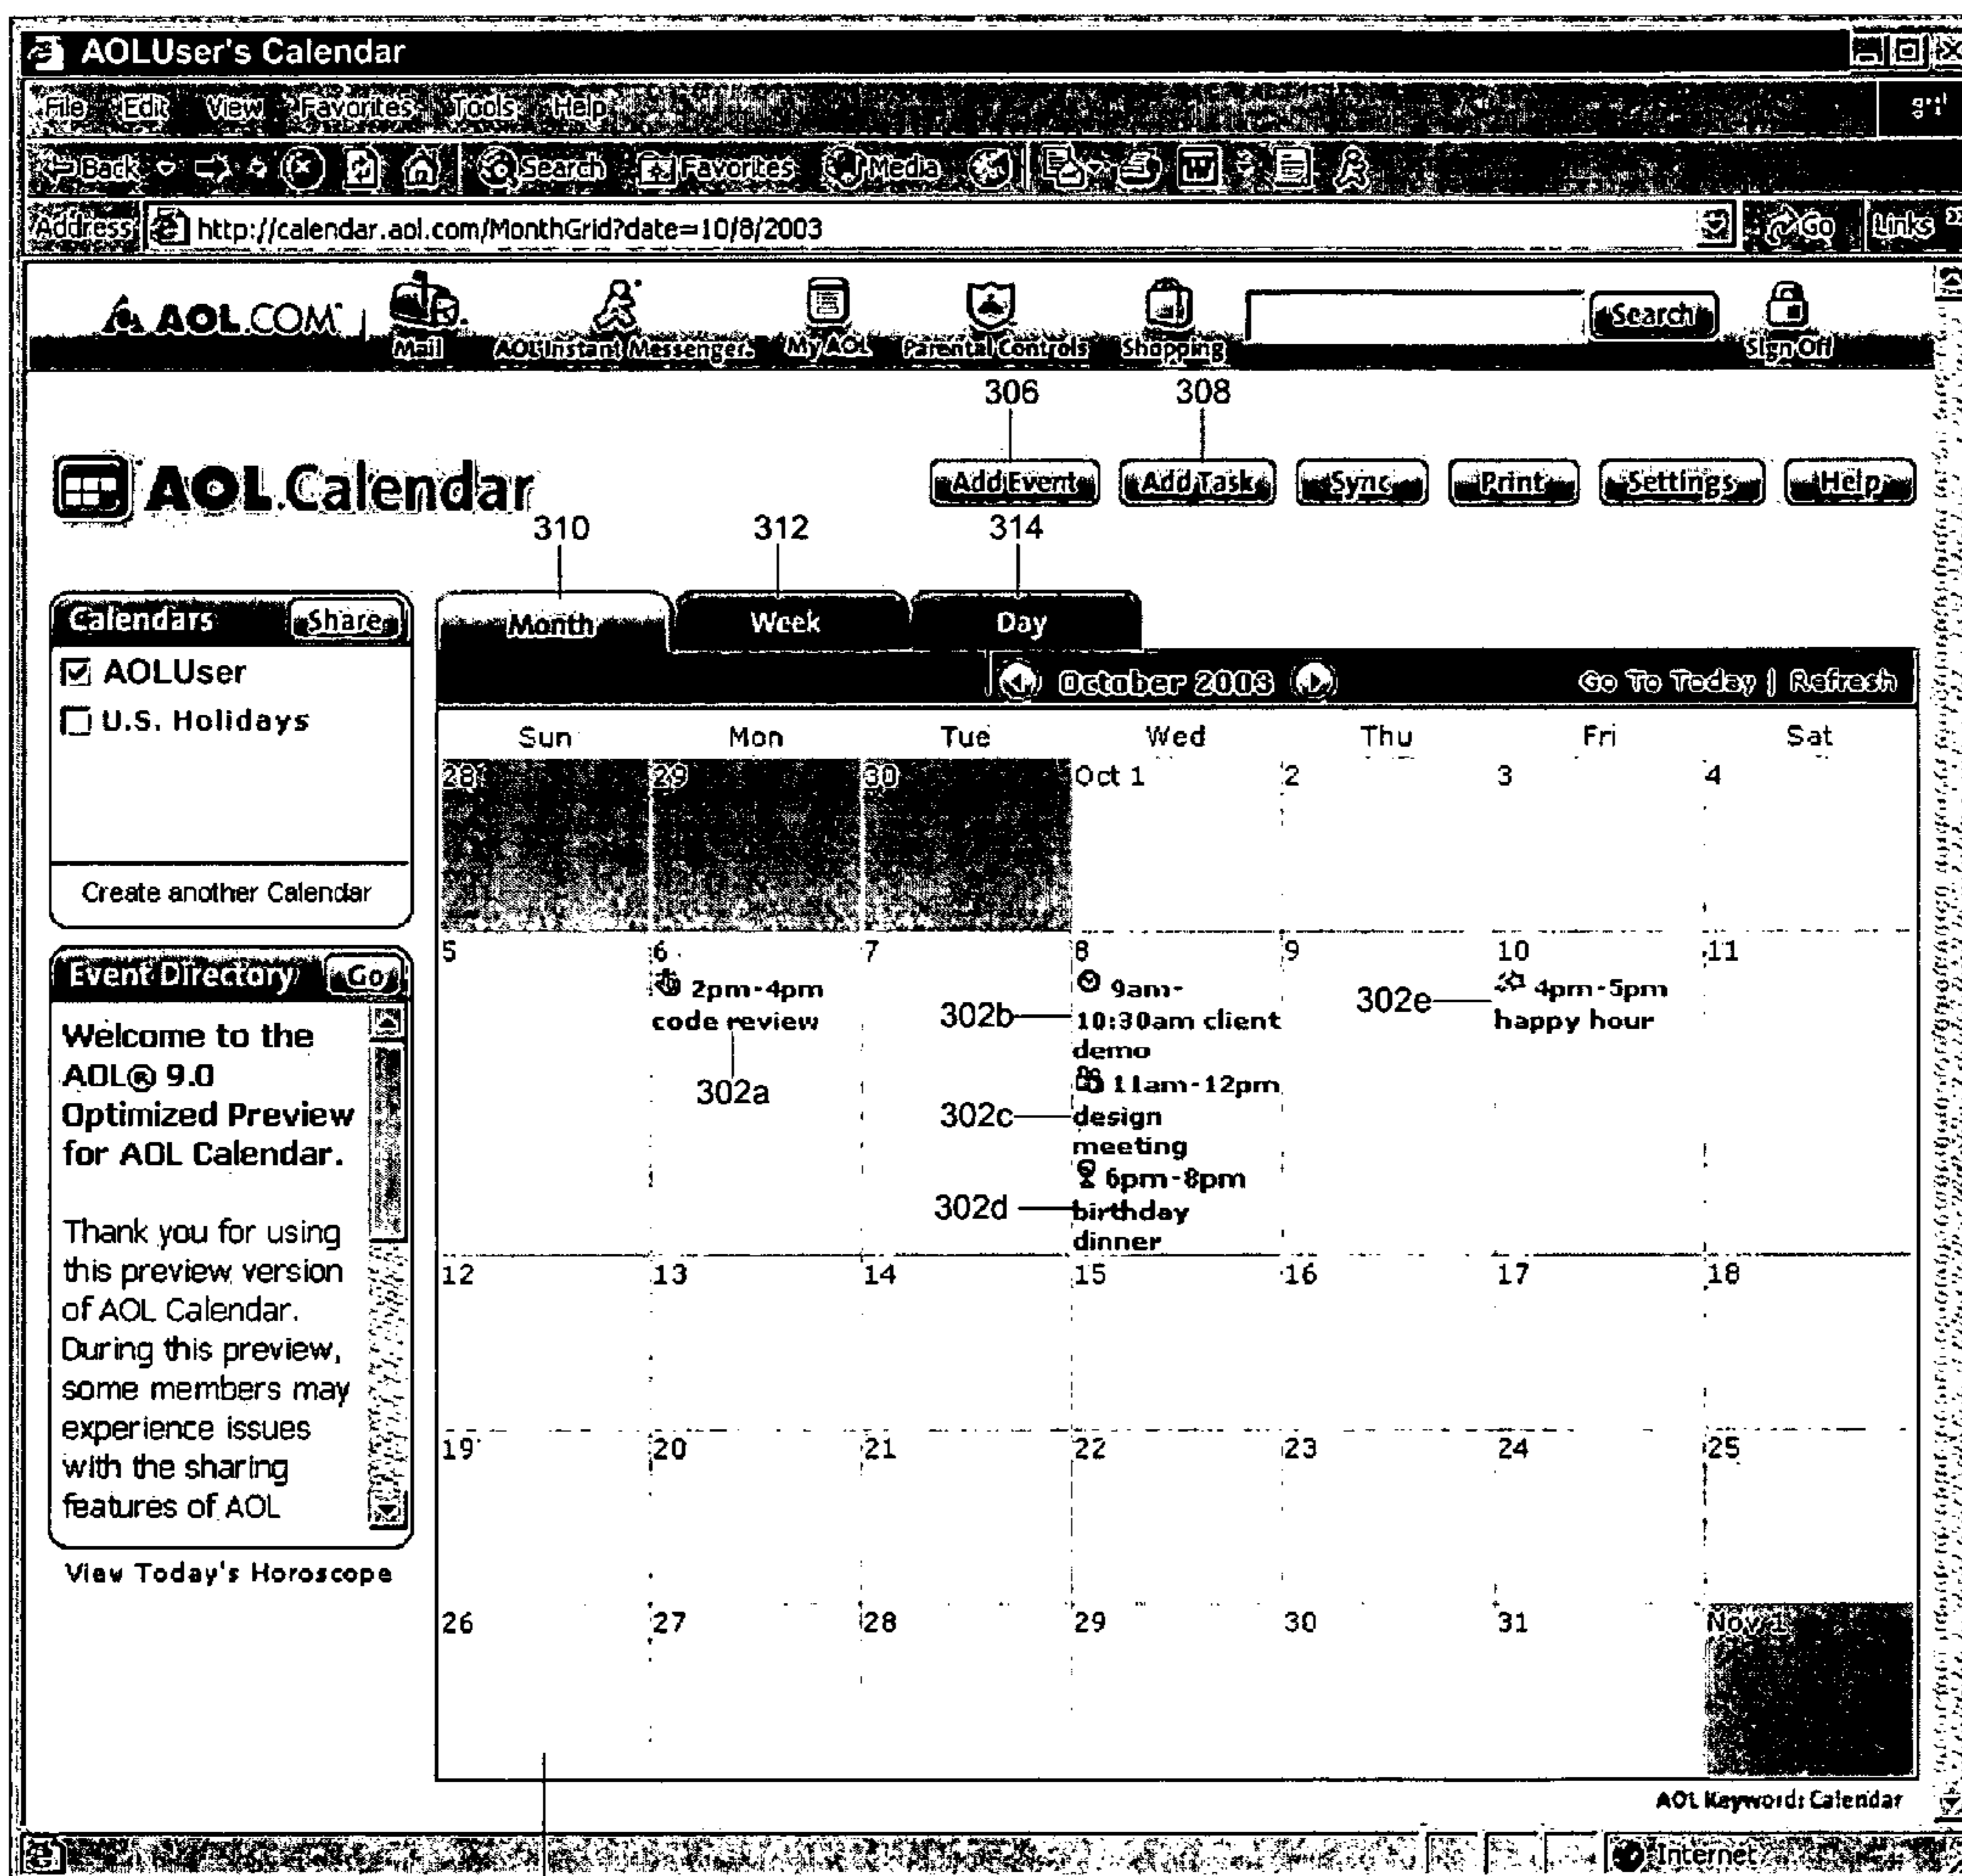 AOLUser's Calendar
File Edit View Favorites Tools Help
Back Search Favorites Media
Address http://calendar.aol.com/MonthGrid?date=10/8/2003 Go Links »
AOL.COM Mail AOL Instant Messenger. My AOL Parental Controls Shopping Search Sign Off
306 308
AOL Calendar Add Event Add Task Sync Print Settings Help
310 312 314
Calendars Share
AOLUser
U.S. Holidays
Create another Calendar
Month Week Day
October 2003 Go To Today | Refresh
Sun Mon Tue Wed Thu Fri Sat
28 29 30 Oct 1 2 3 4
5 6 7 8 9 10 11
2pm-4pm
code review
302a
302b
9am-
10:30am client
demo
302c
11am-12pm
design
meeting
302d
6pm-8pm
birthday
dinner
302e
4pm-5pm
happy hour
12 13 14 15 16 17 18
19 20 21 22 23 24 25
26 27 28 29 30 31 Nov 1
Event Directory Go
Welcome to the
AOL® 9.0
Optimized Preview
for AOL Calendar.
Thank you for using
this preview version
of AOL Calendar.
During this preview,
some members may
experience issues
with the sharing
features of AOL
View Today's Horoscope
AOL Keyword: Calendar
Internet